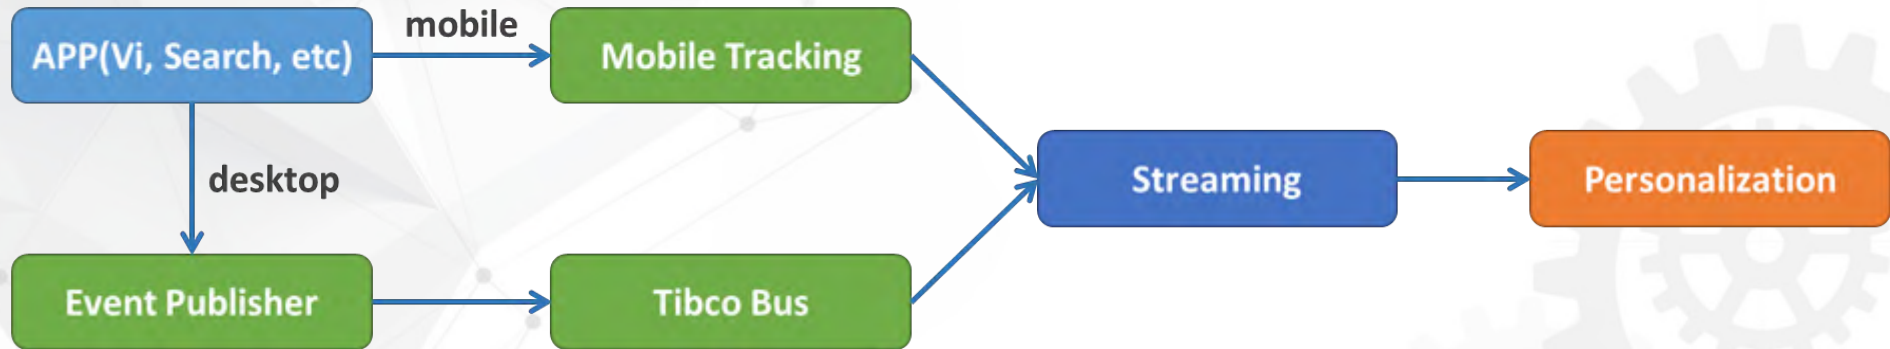 APP(Vi, Search, etc)
mobile
Mobile Tracking
desktop
Streaming
Personalization
Event Publisher
Tibco Bus